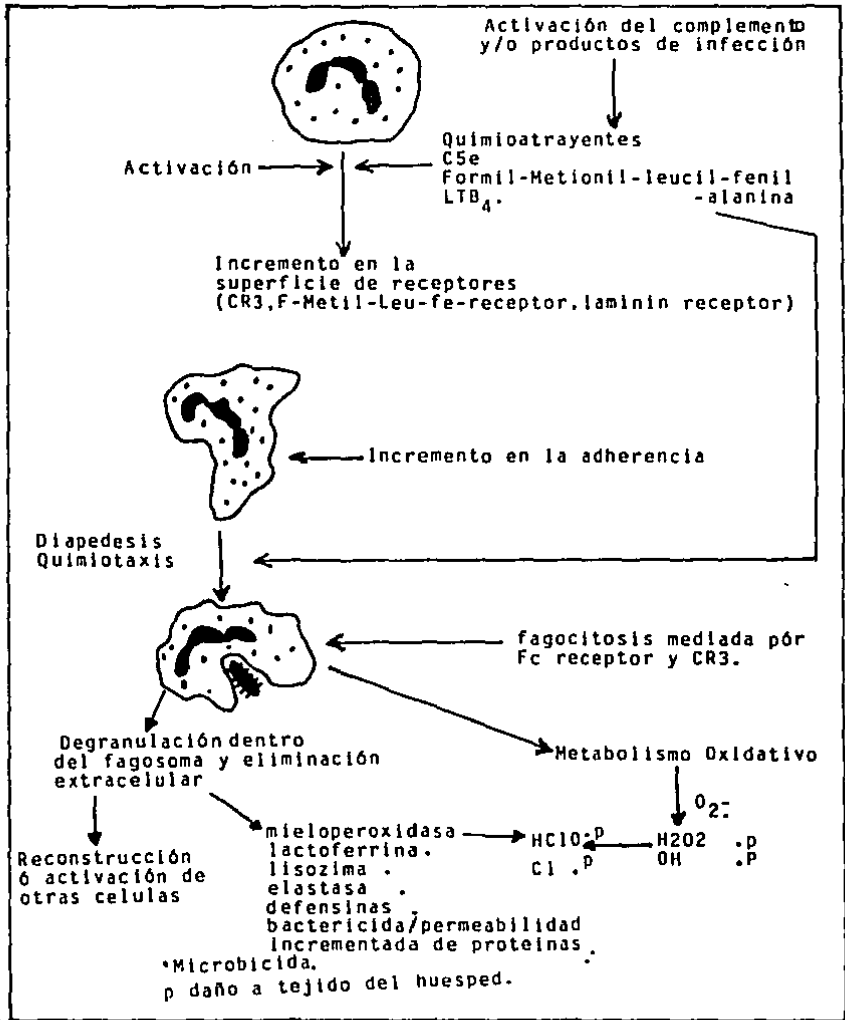 Activación del complemento
y/o productos de infección
Quimioatrayentes
C5e
Formil-Metionil-leucil-fenil
LTB4. -alanina
Activación
Incremento en la
superficie de receptores
(CR3,F-Metil-Leu-fe-receptor,laminin receptor)
Incremento en la adherencia
Diapedesis
Quimiotaxis
fagocitosis mediada pór
Fc receptor y CR3.
Degranulación dentro
del fagosoma y eliminación
extracelular
Metabolismo Oxidativo
O2-
Reconstrucción
ó activación de
otras celulas
mieloperoxidasa
lactoferrina.
lisozima .
elastasa .
defensinas .
bactericida/permeabilidad
incrementada de proteinas.
HClO.p
Cl .p
H2O2 .p
OH .P
*Microbicida.
p daño a tejido del huesped.